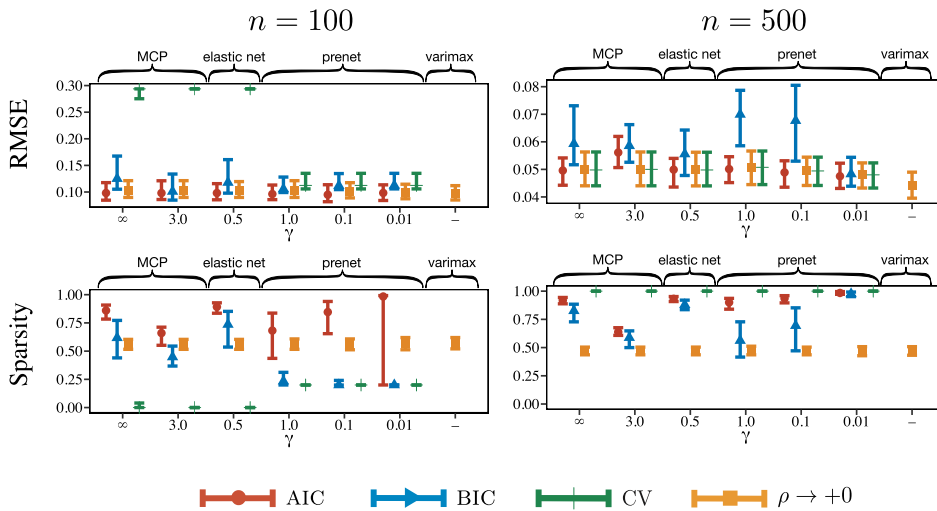 n = 100
n = 500
MCP elastic net prenet varimax
MCP elastic net prenet varimax
RMSE
0.30
0.25
0.20
0.15
0.10
∞ 3.0 0.5 1.0 0.1 0.01 –
γ
0.08
0.07
0.06
0.05
0.04
∞ 3.0 0.5 1.0 0.1 0.01 –
γ
MCP elastic net prenet varimax
MCP elastic net prenet varimax
Sparsity
1.00
0.75
0.50
0.25
0.00
∞ 3.0 0.5 1.0 0.1 0.01 –
γ
1.00
0.75
0.50
0.25
0.00
∞ 3.0 0.5 1.0 0.1 0.01 –
γ
AIC BIC CV ρ → +0